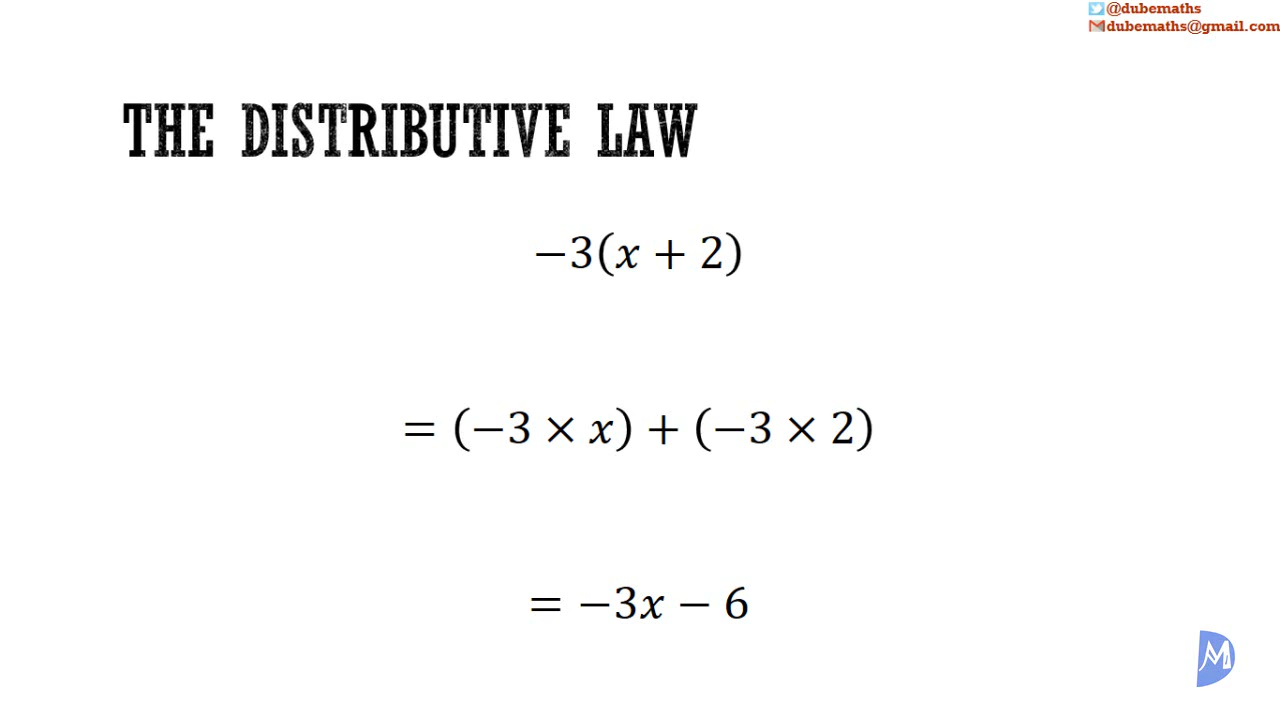 @dubemaths
dubemaths@gmail.com
THE DISTRIBUTIVE LAW
−3(x + 2)
= (−3 × x) + (−3 × 2)
= −3x − 6
M